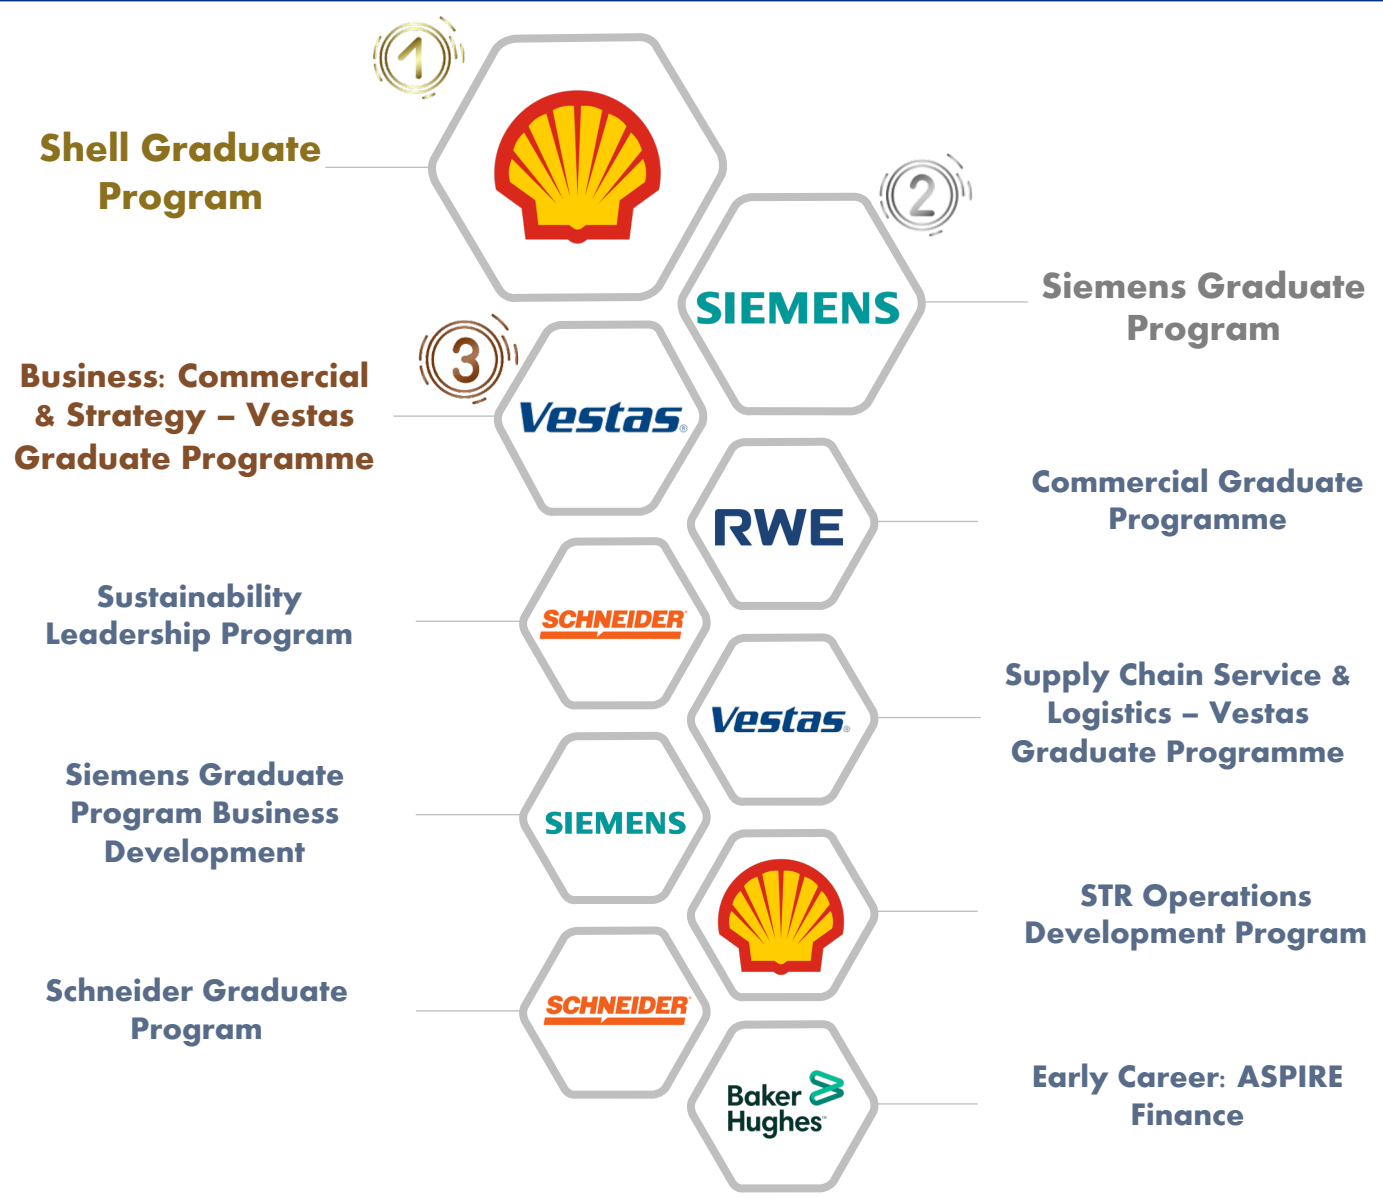 1
Shell Graduate
Program
2
SIEMENS
Siemens Graduate
Program
3
Business: Commercial
& Strategy – Vestas
Graduate Programme
Vestas®
RWE
Commercial Graduate
Programme
Sustainability
Leadership Program
SCHNEIDER
Vestas®
Supply Chain Service &
Logistics – Vestas
Graduate Programme
Siemens Graduate
Program Business
Development
SIEMENS
STR Operations
Development Program
Schneider Graduate
Program
SCHNEIDER
Baker
Hughes
Early Career: ASPIRE
Finance